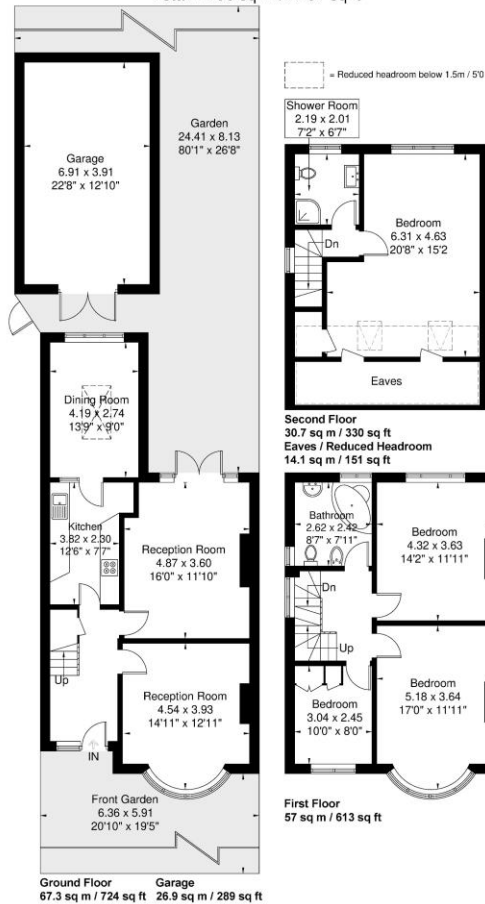 = Reduced headroom below 1.5m / 5'0
Garden
24.41 x 8.13
80'1" x 26'8"
Garage
6.91 x 3.91
22'8" x 12'10"
Dining Room
4.19 x 2.74
13'9" x 9'0"
Kitchen
3.82 x 2.30
12'6" x 7'7"
Reception Room
4.87 x 3.60
16'0" x 11'10"
Up
Reception Room
4.54 x 3.93
14'11" x 12'11"
IN
Front Garden
6.36 x 5.91
20'10" x 19'5"
Ground Floor
67.3 sq m / 724 sq ft
Garage
26.9 sq m / 289 sq ft
Shower Room
2.19 x 2.01
7'2" x 6'7"
Dn
Bedroom
6.31 x 4.63
20'8" x 15'2
Eaves
Second Floor
30.7 sq m / 330 sq ft
Eaves / Reduced Headroom
14.1 sq m / 151 sq ft
Bathroom
2.62 x 2.42
8'7" x 7'11"
Bedroom
4.32 x 3.63
14'2" x 11'11"
Dn
Up
Bedroom
3.04 x 2.45
10'0" x 8'0"
Bedroom
5.18 x 3.64
17'0" x 11'11"
First Floor
57 sq m / 613 sq ft